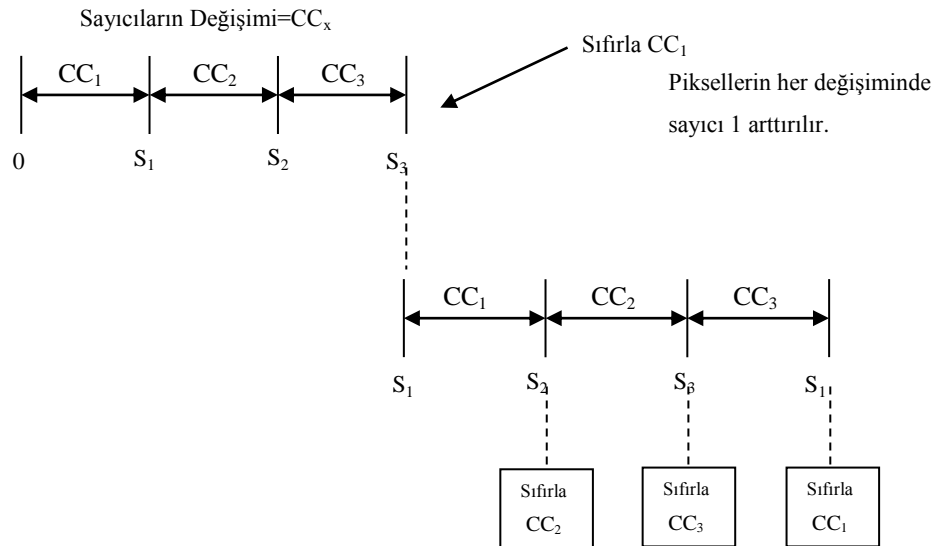 Sayıcıların Değişimi=CCₓ
Sıfırla CC₁
CC₁ CC₂ CC₃
Piksellerin her değişiminde
sayıcı 1 arttırılır.
0 S₁ S₂ S₃
CC₁ CC₂ CC₃
S₁ S₂ S₃ S₁
Sıfırla Sıfırla Sıfırla
CC₂ CC₃ CC₁